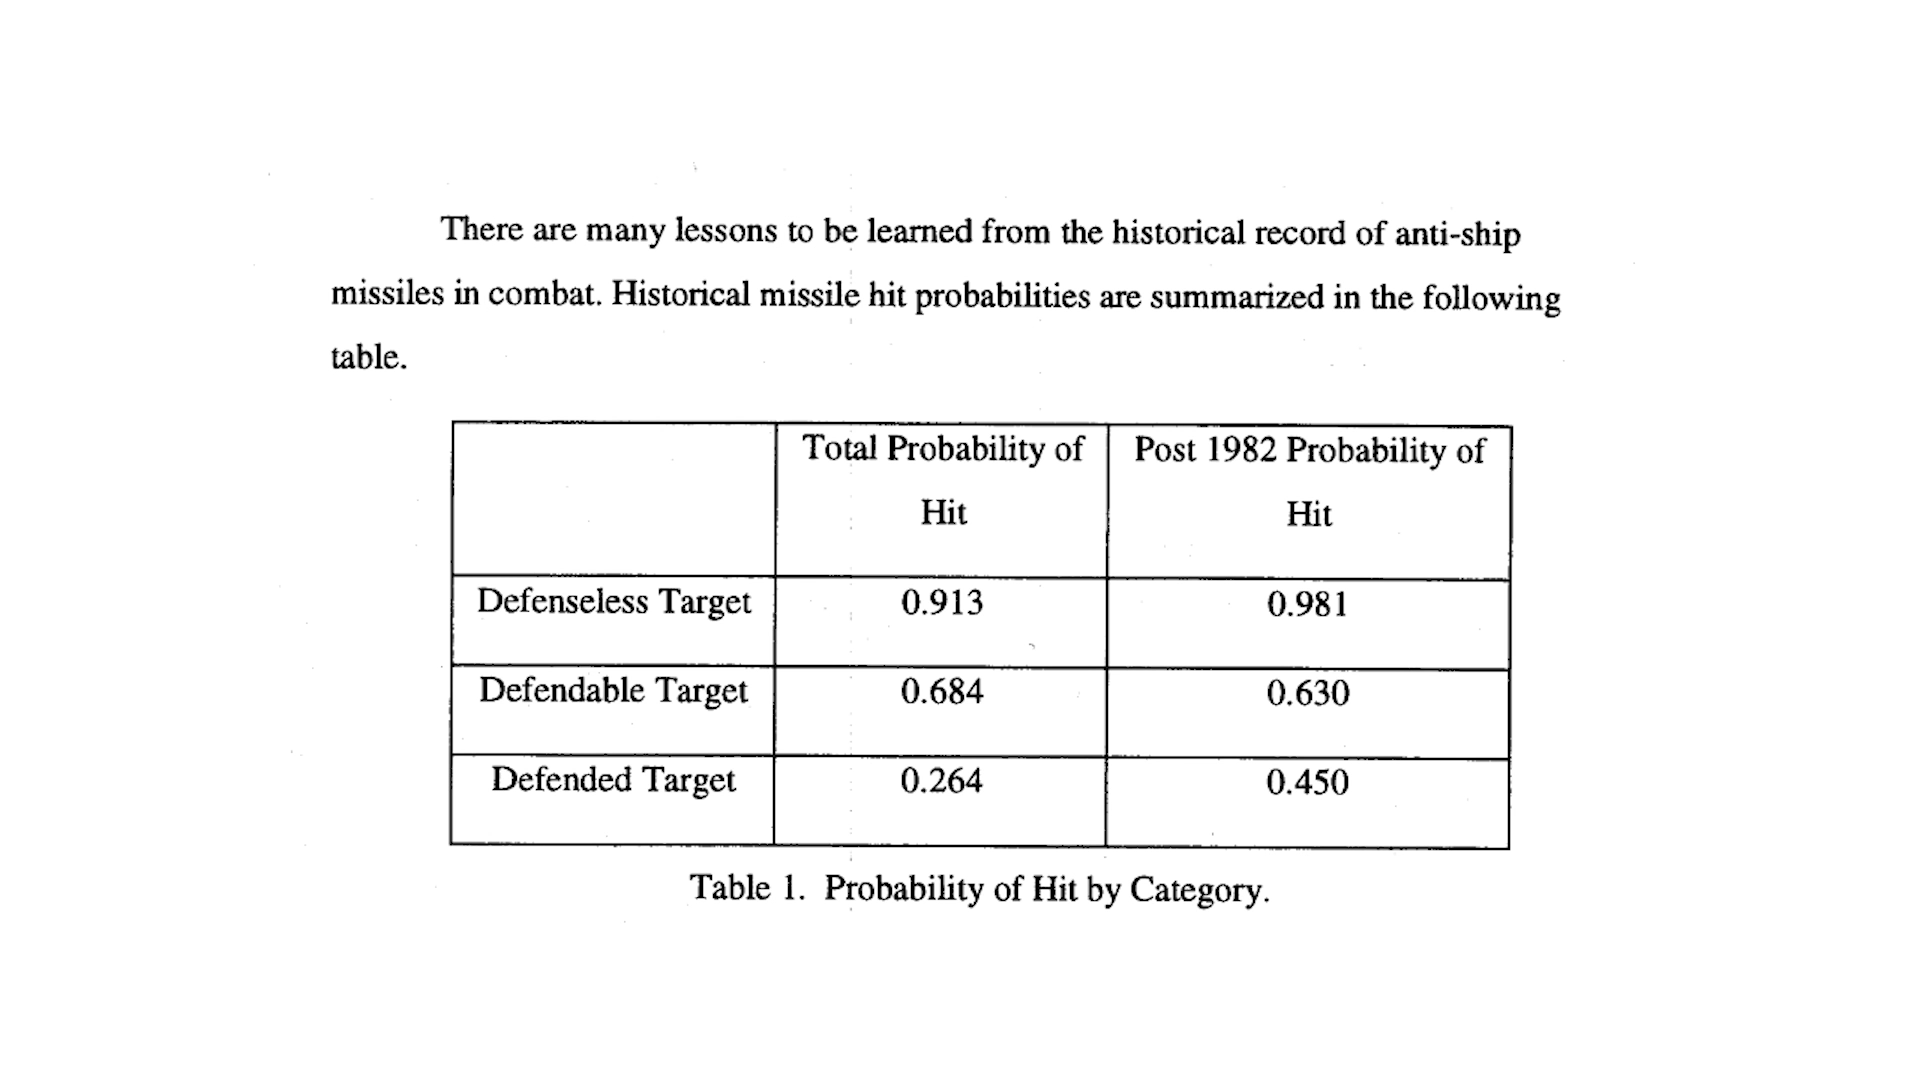 There are many lessons to be learned from the historical record of anti-ship
missiles in combat. Historical missile hit probabilities are summarized in the following
table.
Total Probability of Hit
Post 1982 Probability of Hit
Defenseless Target 0.913 0.981
Defendable Target 0.684 0.630
Defended Target 0.264 0.450
Table 1. Probability of Hit by Category.